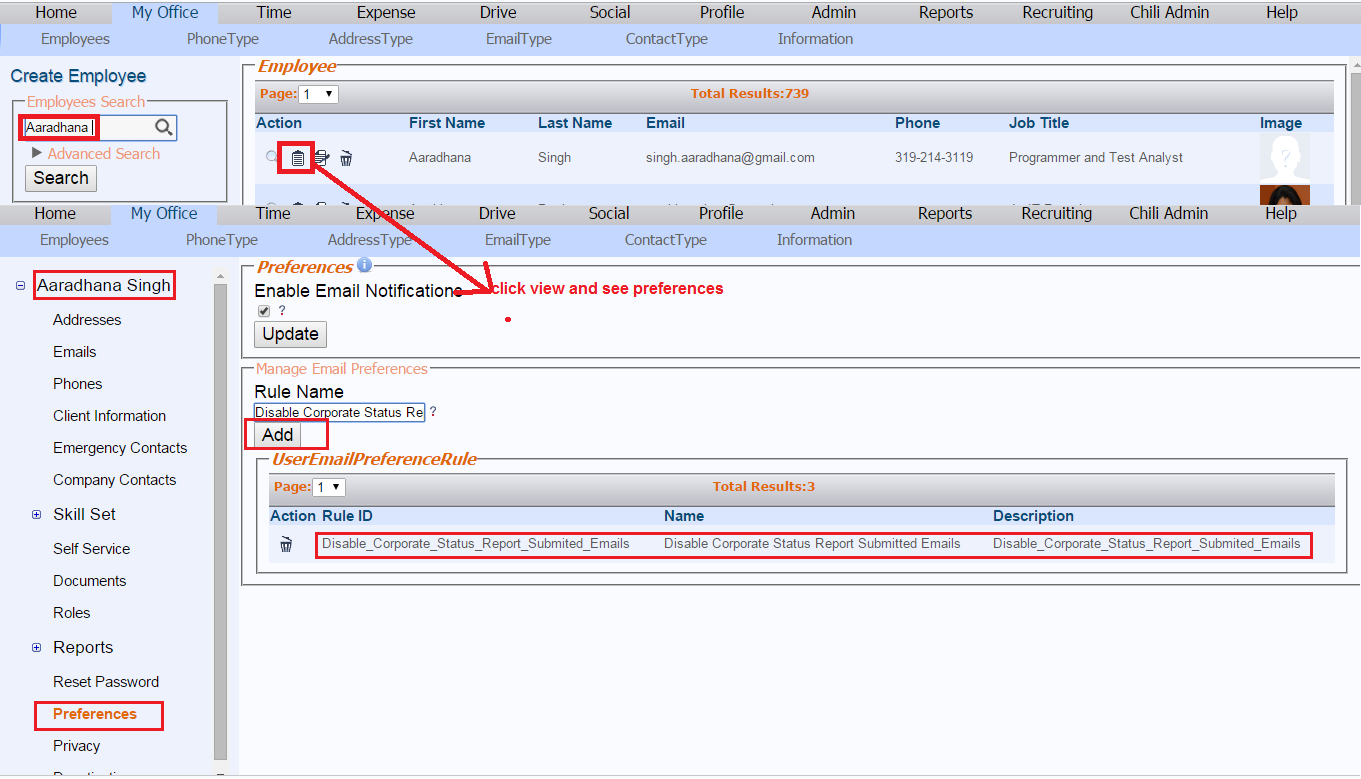 Home My Office Time Expense Drive Social Profile Admin Reports Recruiting Chili Admin Help
Employees PhoneType AddressType EmailType ContactType Information
Create Employee
Employees Search
Aaradhana
Advanced Search
Search
Employee
Page: 1 Total Results:739
Action First Name Last Name Email Phone Job Title Image
Aaradhana Singh singh.aaradhana@gmail.com 319-214-3119 Programmer and Test Analyst
Home My Office Time Expense Drive Social Profile Admin Reports Recruiting Chili Admin Help
Employees PhoneType AddressType EmailType ContactType Information
Aaradhana Singh
Addresses
Emails
Phones
Client Information
Emergency Contacts
Company Contacts
Skill Set
Self Service
Documents
Roles
Reports
Reset Password
Preferences
Privacy
Preferences
Enable Email Notifications
click view and see preferences
?
Update
Manage Email Preferences
Rule Name
Disable Corporate Status Re ?
Add
UserEmailPreferenceRule
Page: 1 Total Results:3
Action Rule ID Name Description
Disable_Corporate_Status_Report_Submited_Emails Disable Corporate Status Report Submitted Emails Disable_Corporate_Status_Report_Submited_Emails